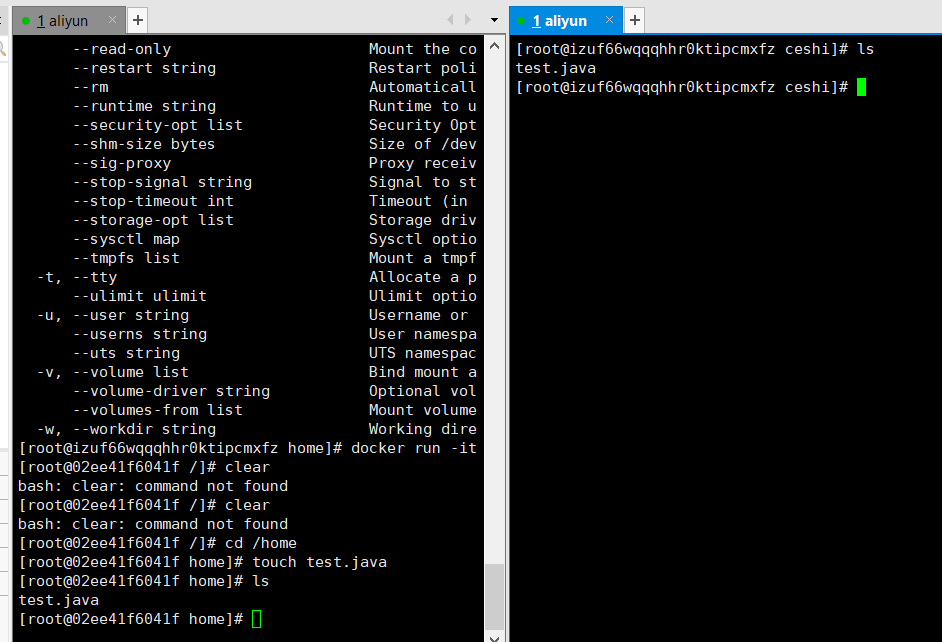 1 aliyun
--read-only Mount the co
--restart string Restart poli
--rm Automaticall
--runtime string Runtime to u
--security-opt list Security Opt
--shm-size bytes Size of /dev
--sig-proxy Proxy receiv
--stop-signal string Signal to st
--stop-timeout int Timeout (in
--storage-opt list Storage driv
--sysctl map Sysctl optio
--tmpfs list Mount a tmpf
-t, --tty Allocate a p
--ulimit ulimit Ulimit optio
-u, --user string Username or
--userns string User namespa
--uts string UTS namespac
-v, --volume list Bind mount a
--volume-driver string Optional vol
--volumes-from list Mount volume
-w, --workdir string Working dire
[root@izuf66wqqqhhr0ktipcmxfz home]# docker run -it
[root@02ee41f6041f /]# clear
bash: clear: command not found
[root@02ee41f6041f /]# clear
bash: clear: command not found
[root@02ee41f6041f /]# cd /home
[root@02ee41f6041f home]# touch test.java
[root@02ee41f6041f home]# ls
test.java
[root@02ee41f6041f home]#
1 aliyun
[root@izuf66wqqqhhr0ktipcmxfz ceshi]# ls
test.java
[root@izuf66wqqqhhr0ktipcmxfz ceshi]#